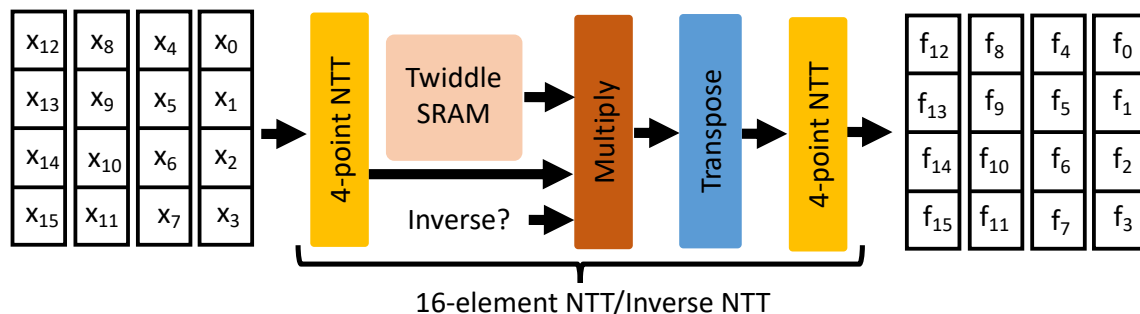 x₁₂ x₈ x₄ x₀
x₁₃ x₉ x₅ x₁
x₁₄ x₁₀ x₆ x₂
x₁₅ x₁₁ x₇ x₃
4-point NTT
Twiddle
SRAM
Inverse?
Multiply
Transpose
4-point NTT
f₁₂ f₈ f₄ f₀
f₁₃ f₉ f₅ f₁
f₁₄ f₁₀ f₆ f₂
f₁₅ f₁₁ f₇ f₃
16-element NTT/Inverse NTT